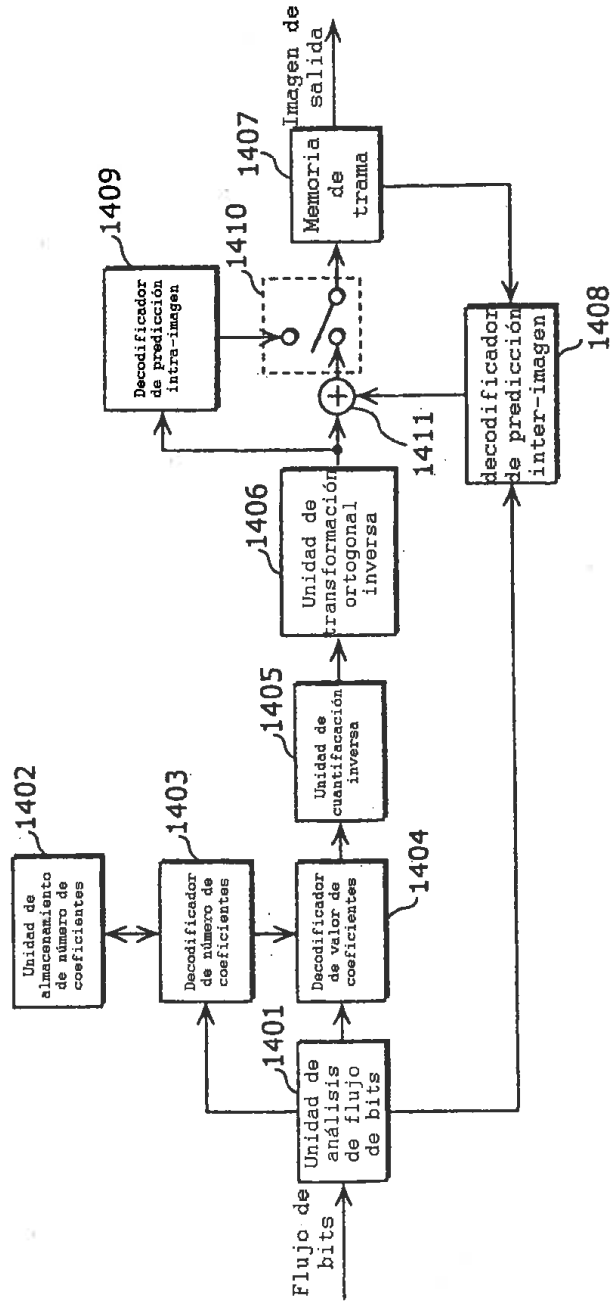 Flujo de
bits
1401
Unidad de
análisis
de flujo
de bits
1402
Unidad de
almacenamiento
de número de
coeficientes
1403
Decodificador
de número de
coeficientes
1404
Decodificador
de valor de
coeficientes
1405
Unidad de
cuantifacación
inversa
1406
Unidad de
transformación
ortogonal
inversa
1409
Decodificador
de predicción
intra-imagen
1410
1411
1407
Memoria
de
trama
Imagen de
salida
decodificador
de predicción
inter-imagen
1408